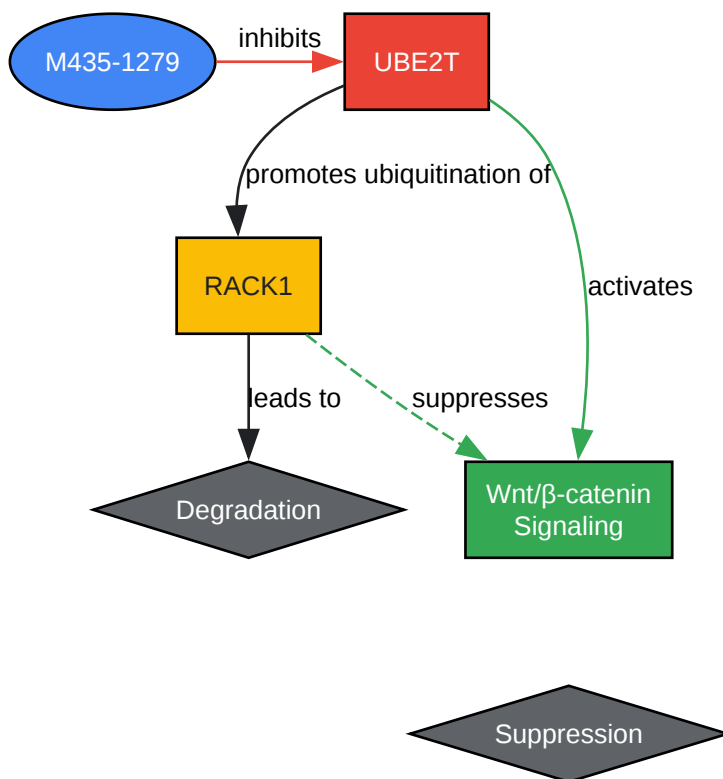 inhibits
M435-1279
UBE2T
promotes ubiquitination of
RACK1
activates
leads to
suppresses
Degradation
Wnt/β-catenin
Signaling
Suppression